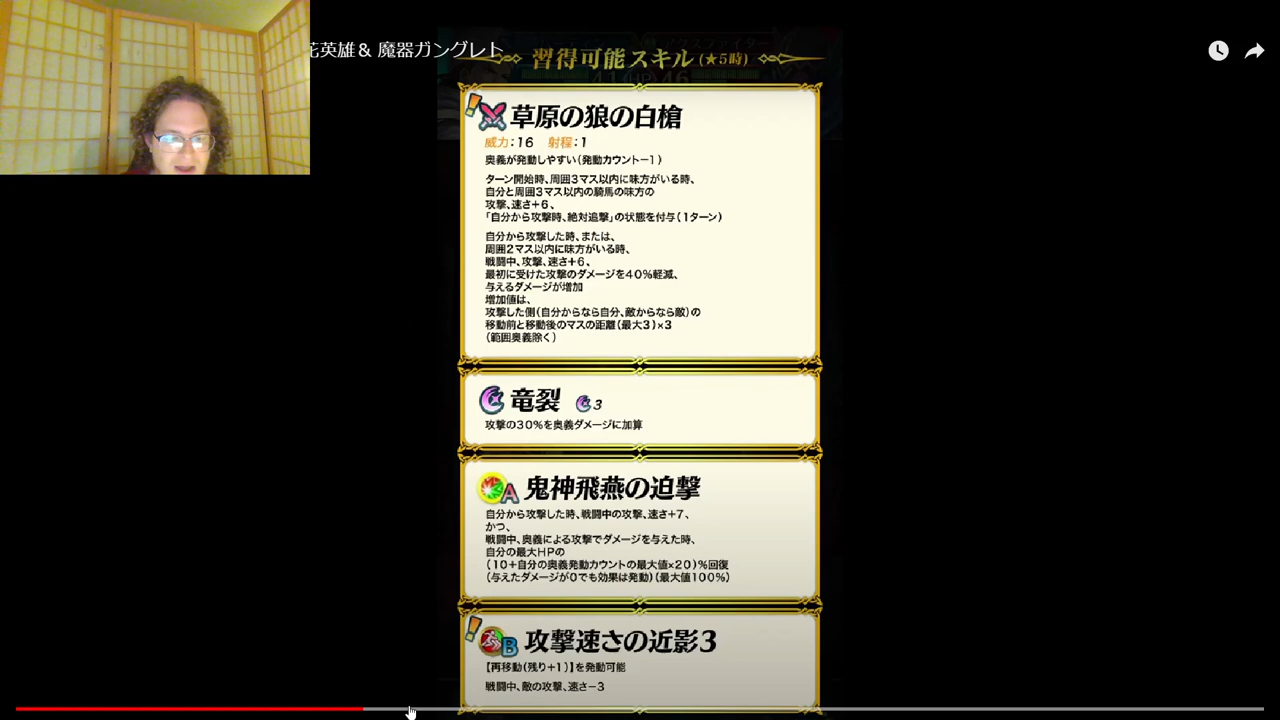 花英雄＆ 魔器ガングレト
習得可能スキル(★5時)
草原の狼の白槍
威力:16 射程:1
奥義が発動しやすい(発動カウント-1)
ターン開始時、周囲3マス以内に味方がいる時、
自分と周囲3マス以内の騎馬の味方の
攻撃、速さ+6、
「自分から攻撃時、絶対追撃」の状態を付与(1ターン)
自分から攻撃した時、または、
周囲2マス以内に味方がいる時、
戦闘中、攻撃、速さ+6、
最初に受けた攻撃のダメージを40%軽減、
与えるダメージが増加
増加値は、
攻撃した側(自分からなら自分、敵からなら敵)の
移動前と移動後のマスの距離(最大3)×3
(範囲奥義除く)
竜裂 3
攻撃の30%を奥義ダメージに加算
A 鬼神飛燕の迫撃
自分から攻撃した時、戦闘中の攻撃、速さ+7、
かつ、
戦闘中、奥義による攻撃でダメージを与えた時、
自分の最大HPの
(10+自分の奥義発動カウントの最大値×20)%回復
(与えたダメージが0でも効果は発動)(最大値100%)
B 攻撃速さの近影3
【再移動(残り+1)】を発動可能
戦闘中、敵の攻撃、速さ-3